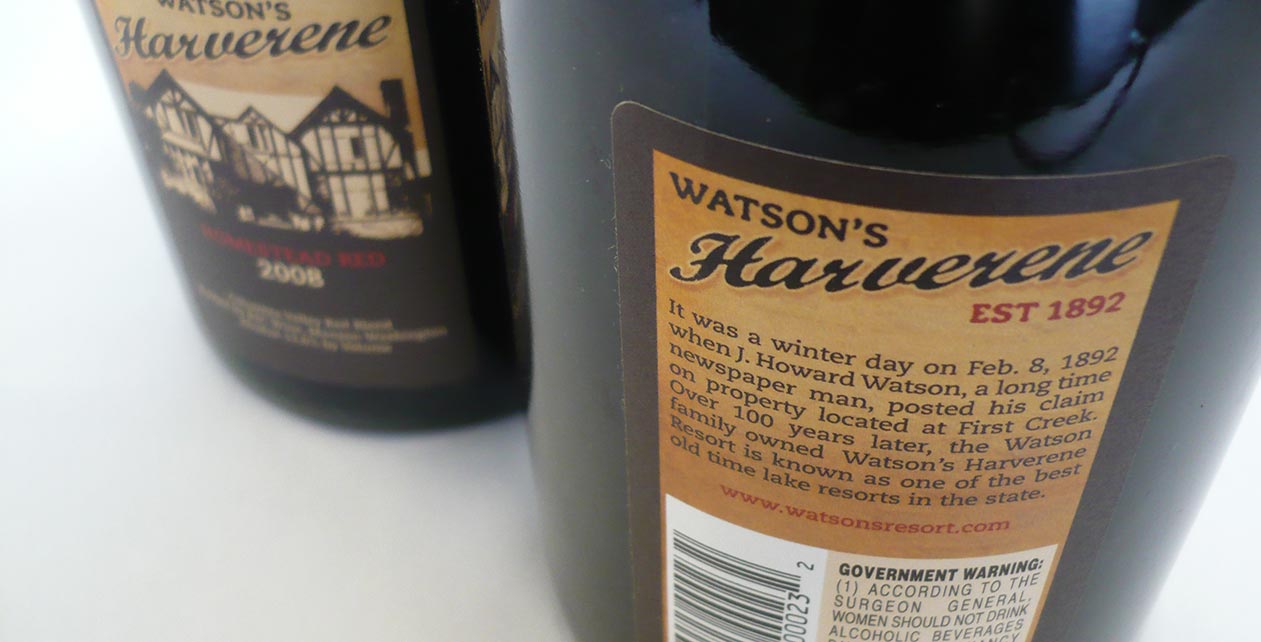 WATSON'S
Harverene
HOMESTEAD RED
2008
WATSON'S
Harverene
EST 1892
It was a winter day on Feb. 8, 1892
when J. Howard Watson, a long time
newspaper man, posted his claim
on property located at First Creek.
Over 100 years later, the Watson
family owned Watson's Harverene
Resort is known as one of the best
old time lake resorts in the state.
www.watsonsresort.com
00023 2
GOVERNMENT WARNING:
(1) ACCORDING TO THE
SURGEON GENERAL,
WOMEN SHOULD NOT DRINK
ALCOHOLIC BEVERAGES